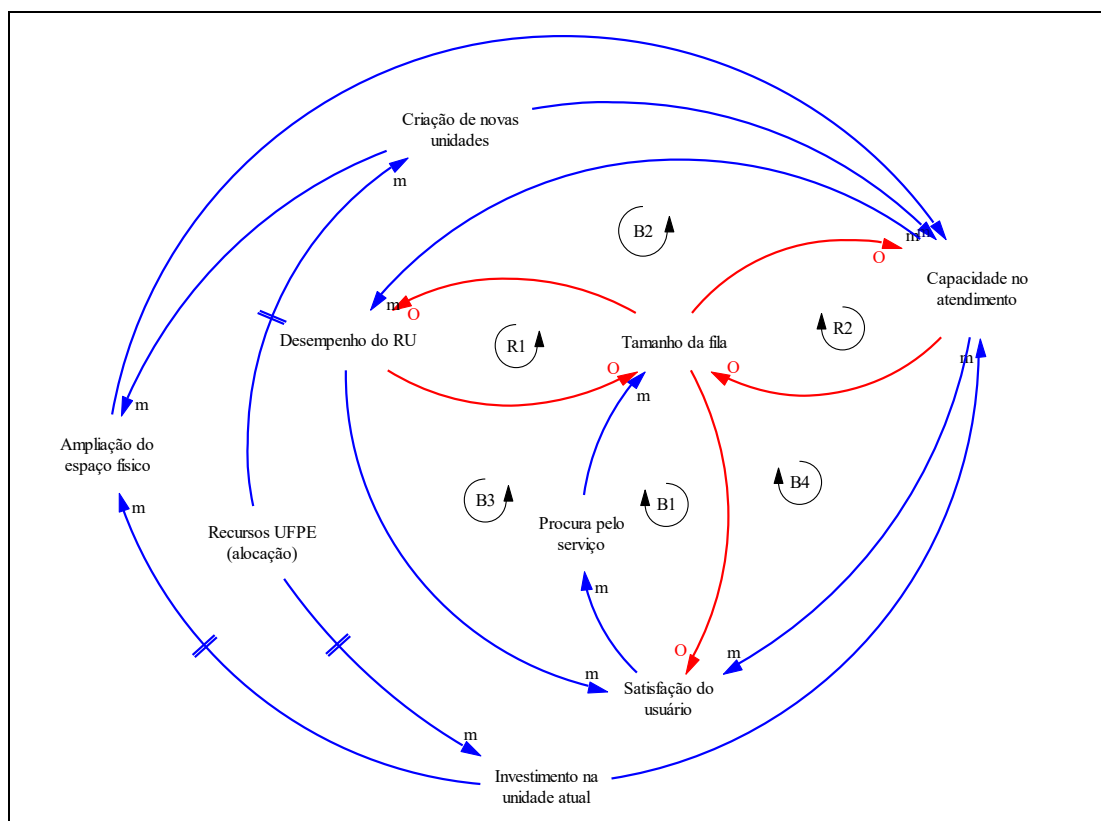 Criação de novas
unidades
m
B2
m
m
O
Capacidade no
atendimento
m
O
Desempenho do RU
R1
Tamanho da fila
R2
O
m
O
m
m
Ampliação do
espaço físico
B3
B1
B4
m
Recursos UFPE
(alocação)
Procura pelo
serviço
m
m
O
m
m
Satisfação do
usuário
m
Investimento na
unidade atual